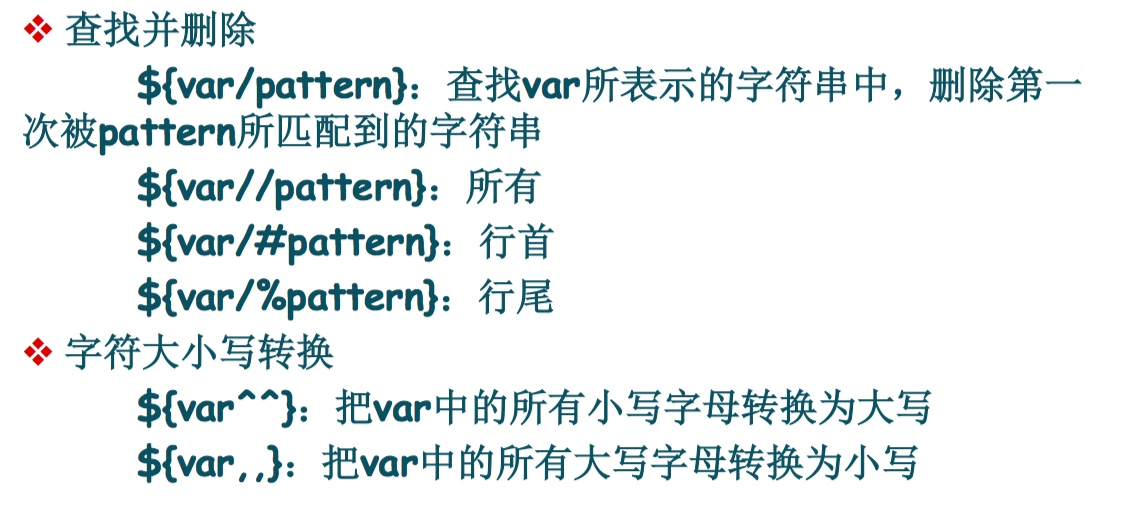 ❖ 查找并删除
${var/pattern}：查找var所表示的字符串中，删除第一
次被pattern所匹配到的字符串
${var//pattern}：所有
${var/#pattern}：行首
${var/%pattern}：行尾
❖ 字符大小写转换
${var^^}：把var中的所有小写字母转换为大写
${var,,}：把var中的所有大写字母转换为小写